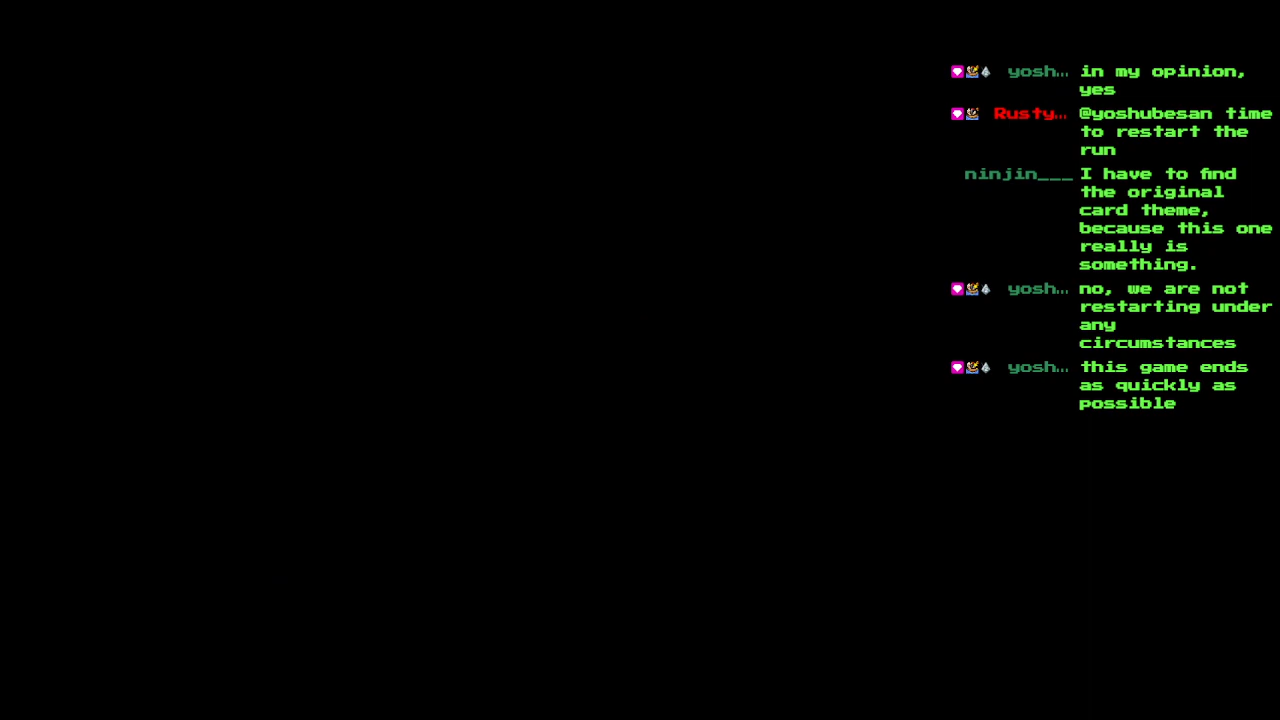 yosh... in my opinion,
yes
Rusty... @yoshubesan time
to restart the
run
ninjin___ I have to find
the original
card theme,
because this one
really is
something.
yosh... no, we are not
restarting under
any
circumstances
yosh... this game ends
as quickly as
possible